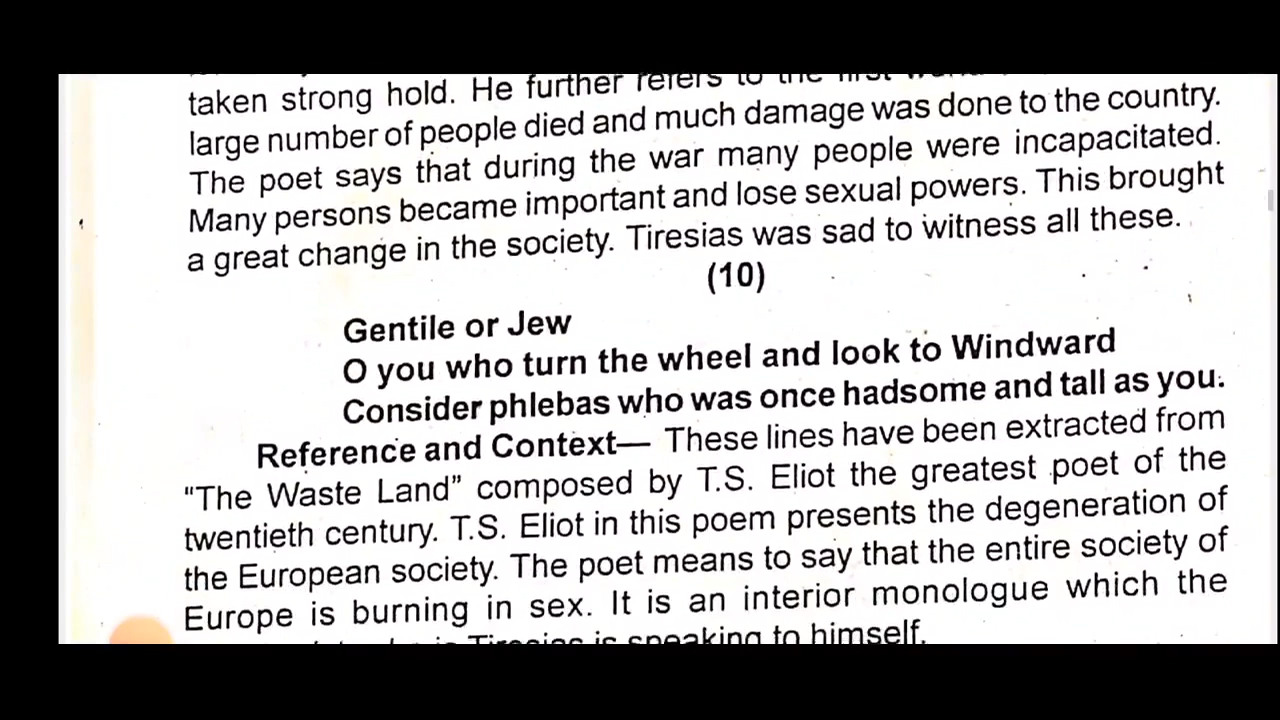 taken strong hold. He further refers to the first
large number of people died and much damage was done to the country.
The poet says that during the war many people were incapacitated.
Many persons became important and lose sexual powers. This brought
a great change in the society. Tiresias was sad to witness all these.
(10)
Gentile or Jew
O you who turn the wheel and look to Windward
Consider phlebas who was once hadsome and tall as you.
Reference and Context— These lines have been extracted from
"The Waste Land" composed by T.S. Eliot the greatest poet of the
twentieth century. T.S. Eliot in this poem presents the degeneration of
the European society. The poet means to say that the entire society of
Europe is burning in sex. It is an interior monologue which the
is Tiresias is speaking to himself.